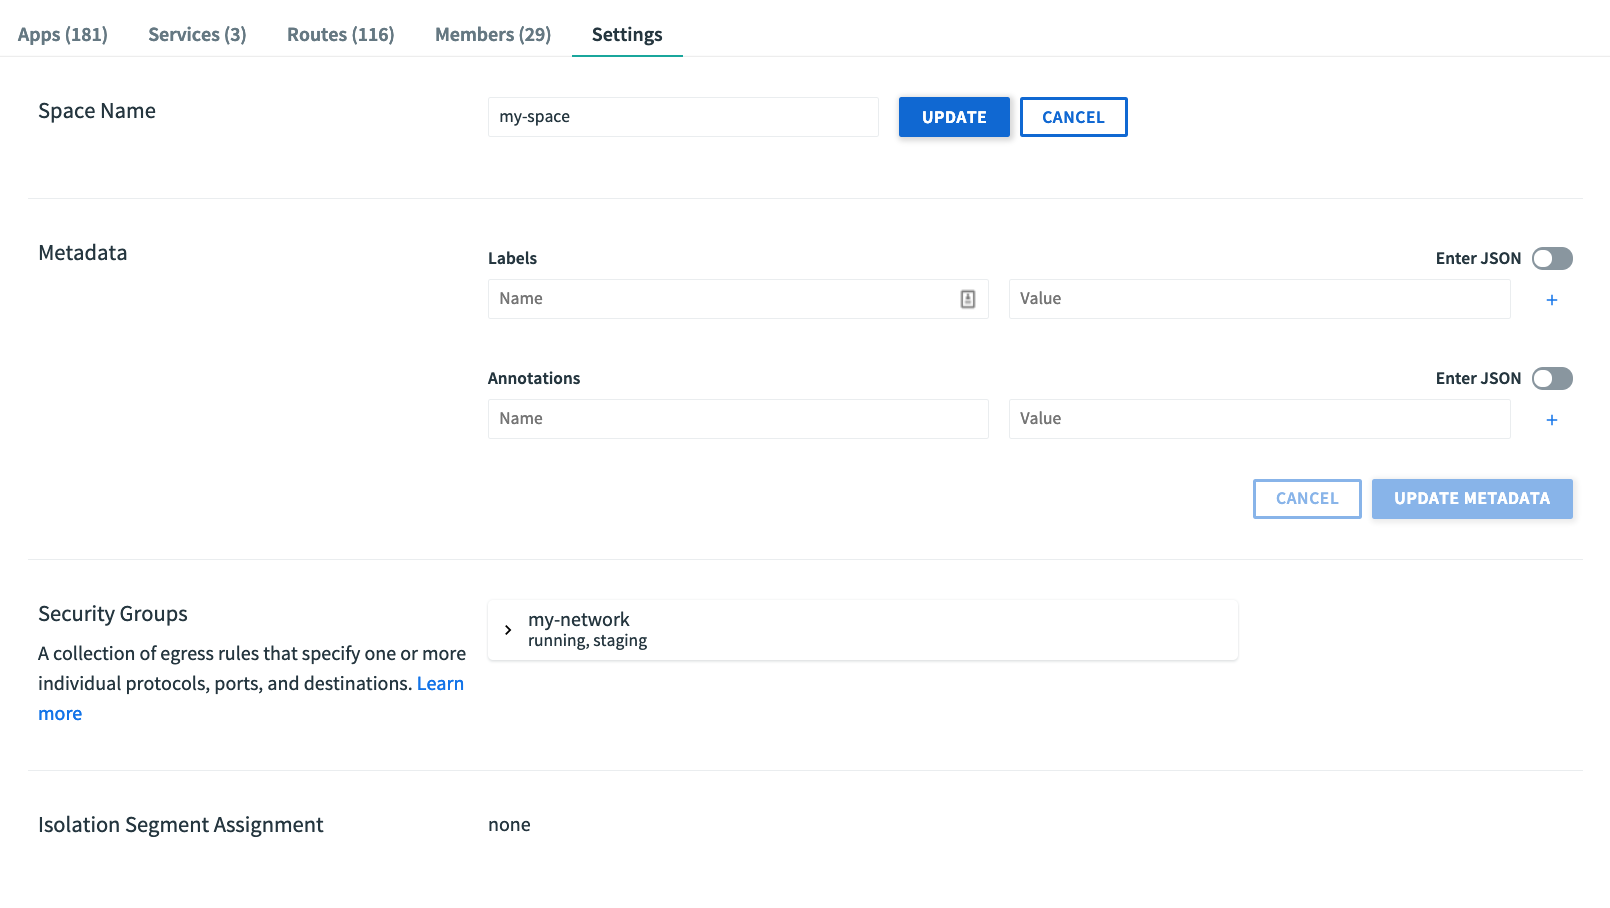 Apps (181) Services (3) Routes (116) Members (29) Settings
Space Name
my-space
UPDATE CANCEL
Metadata
Labels
Enter JSON
Name
Value
+
Annotations
Enter JSON
Name
Value
+
CANCEL UPDATE METADATA
Security Groups
A collection of egress rules that specify one or more
individual protocols, ports, and destinations. Learn
more
my-network
running, staging
Isolation Segment Assignment
none